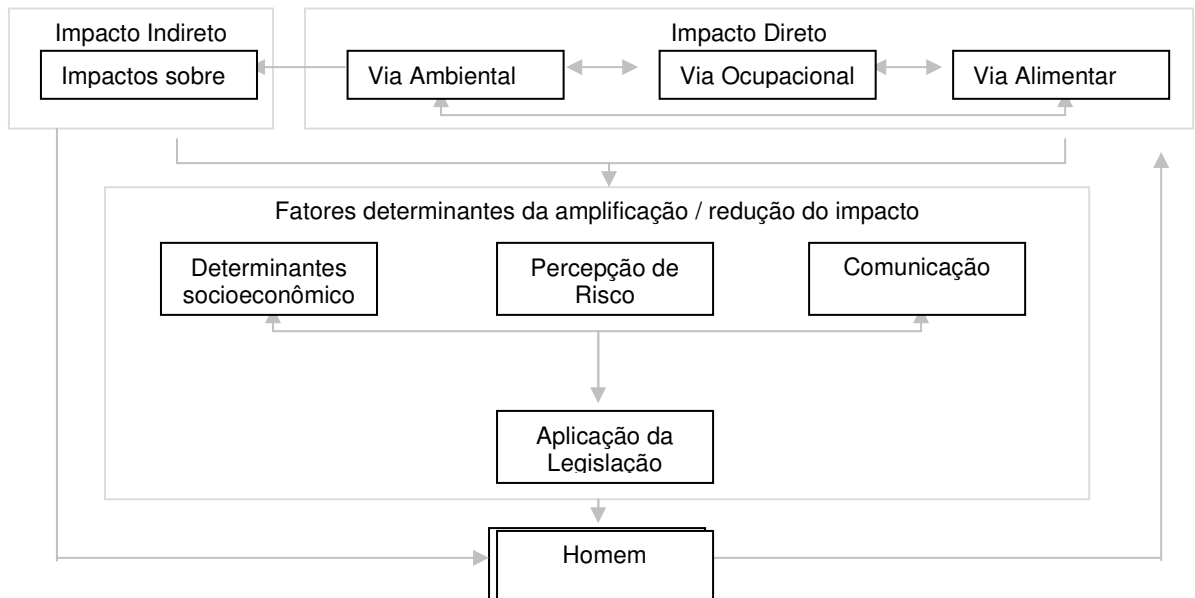 Impacto Indireto
Impacto Direto
Impactos sobre
Via Ambiental
Via Ocupacional
Via Alimentar
Fatores determinantes da amplificação / redução do impacto
Determinantes
socioeconômico
Percepção de
Risco
Comunicação
Aplicação da
Legislação
Homem